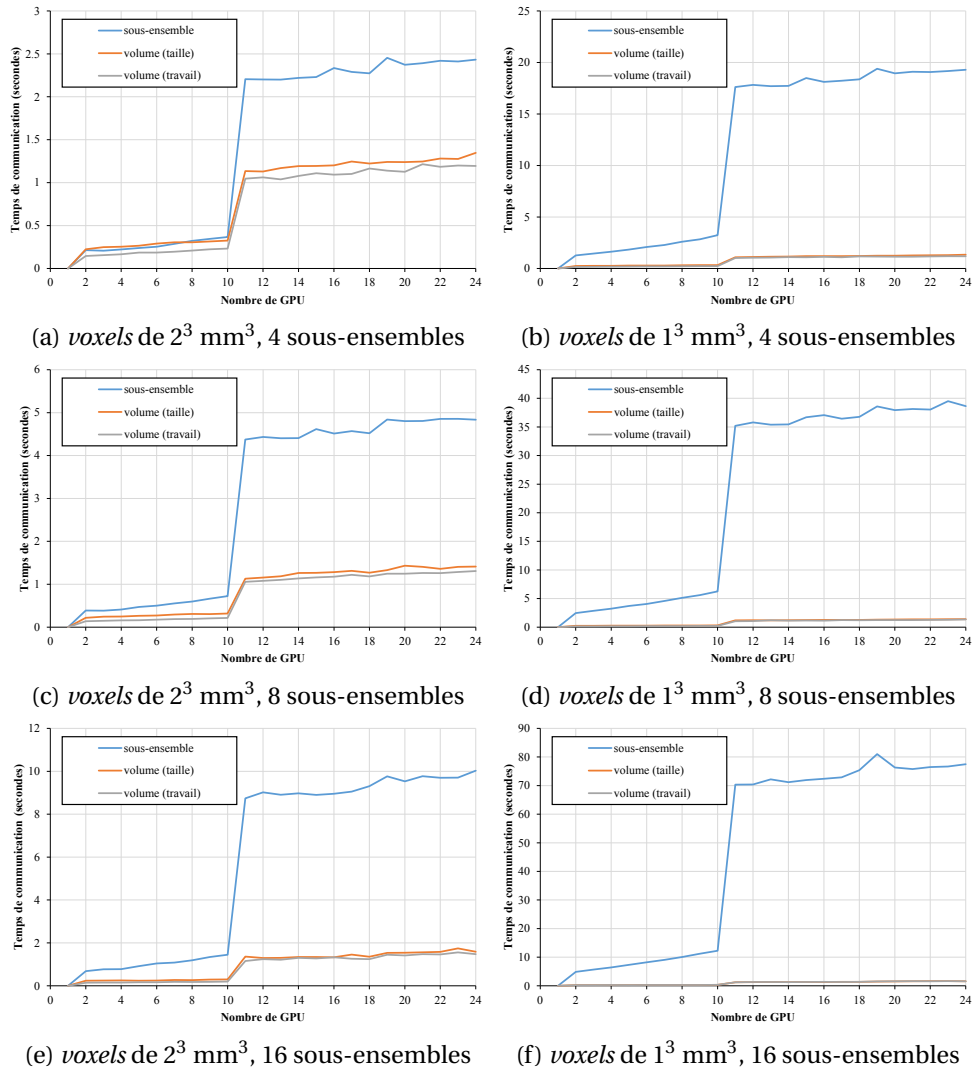 3
2.5
2
1.5
1
0.5
0
Temps de communication (secondes)
sous-ensemble
volume (taille)
volume (travail)
0 2 4 6 8 10 12 14 16 18 20 22 24
Nombre de GPU
(a) voxels de 2³ mm³, 4 sous-ensembles
25
20
15
10
5
0
Temps de communication (secondes)
sous-ensemble
volume (taille)
volume (travail)
0 2 4 6 8 10 12 14 16 18 20 22 24
Nombre de GPU
(b) voxels de 1³ mm³, 4 sous-ensembles
6
5
4
3
2
1
0
Temps de communication (secondes)
sous-ensemble
volume (taille)
volume (travail)
0 2 4 6 8 10 12 14 16 18 20 22 24
Nombre de GPU
(c) voxels de 2³ mm³, 8 sous-ensembles
45
40
35
30
25
20
15
10
5
0
Temps de communication (secondes)
sous-ensemble
volume (taille)
volume (travail)
0 2 4 6 8 10 12 14 16 18 20 22 24
Nombre de GPU
(d) voxels de 1³ mm³, 8 sous-ensembles
12
10
8
6
4
2
0
Temps de communication (secondes)
sous-ensemble
volume (taille)
volume (travail)
0 2 4 6 8 10 12 14 16 18 20 22 24
Nombre de GPU
(e) voxels de 2³ mm³, 16 sous-ensembles
90
80
70
60
50
40
30
20
10
0
Temps de communication (secondes)
sous-ensemble
volume (taille)
volume (travail)
0 2 4 6 8 10 12 14 16 18 20 22 24
Nombre de GPU
(f) voxels de 1³ mm³, 16 sous-ensembles